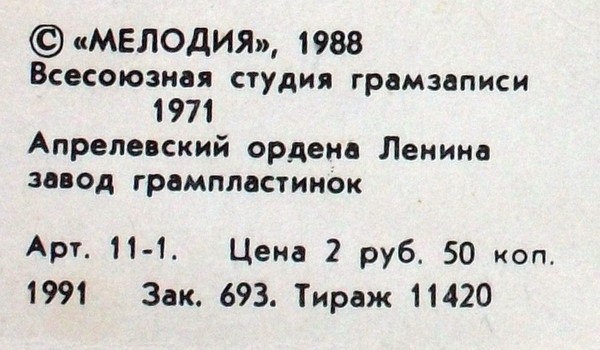 © «МЕЛОДИЯ», 1988
Всесоюзная студия грамзаписи
1971
Апрелевский ордена Ленина
завод грампластинок
Арт. 11-1. Цена 2 руб. 50 коп.
1991 Зак. 693. Тираж 11420